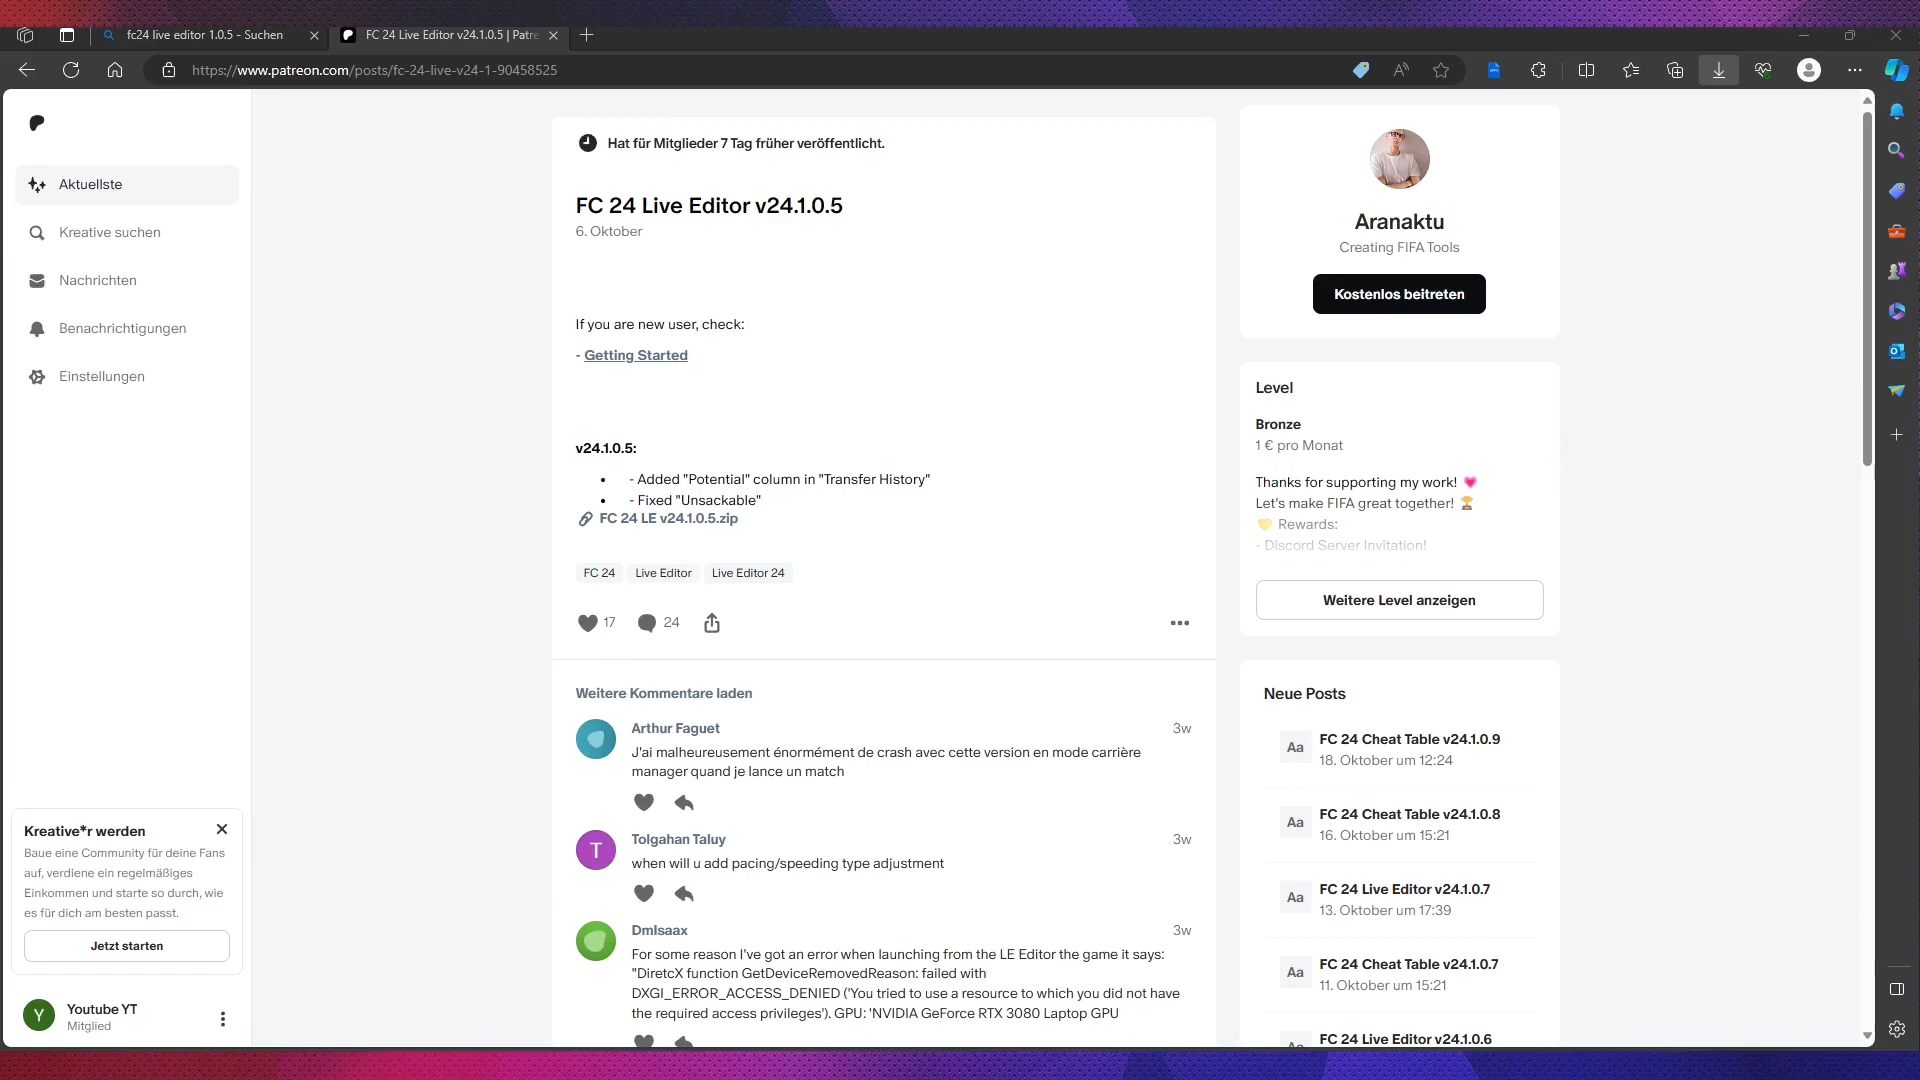 fc24 live editor 1.0.5 - Suchen
FC 24 Live Editor v24.1.0.5 | Patre
https://www.patreon.com/posts/fc-24-live-v24-1-90458525
Aktuellste
Kreative suchen
Nachrichten
Benachrichtigungen
Einstellungen
Kreative*r werden
Baue eine Community für deine Fans
auf, verdiene ein regelmäßiges
Einkommen und starte so durch, wie
es für dich am besten passt.
Jetzt starten
Y
Youtube YT
Mitglied
Hat für Mitglieder 7 Tag früher veröffentlicht.
FC 24 Live Editor v24.1.0.5
6. Oktober
If you are new user, check:
- Getting Started
v24.1.0.5:
• - Added "Potential" column in "Transfer History"
• - Fixed "Unsackable"
FC 24 LE v24.1.0.5.zip
FC 24 Live Editor Live Editor 24
17 24
Weitere Kommentare laden
Arthur Faguet 3w
J'ai malheureusement énormément de crash avec cette version en mode carrière
manager quand je lance un match
T
Tolgahan Taluy 3w
when will u add pacing/speeding type adjustment
DmIsaax 3w
For some reason I've got an error when launching from the LE Editor the game it says:
"DiretcX function GetDeviceRemovedReason: failed with
DXGI_ERROR_ACCESS_DENIED ('You tried to use a resource to which you did not have
the required access privileges'). GPU: 'NVIDIA GeForce RTX 3080 Laptop GPU
Aranaktu
Creating FIFA Tools
Kostenlos beitreten
Level
Bronze
1 € pro Monat
Thanks for supporting my work! 💗
Let's make FIFA great together! 🏆
💛 Rewards:
- Discord Server Invitation!
Weitere Level anzeigen
Neue Posts
Aa FC 24 Cheat Table v24.1.0.9
18. Oktober um 12:24
Aa FC 24 Cheat Table v24.1.0.8
16. Oktober um 15:21
Aa FC 24 Live Editor v24.1.0.7
13. Oktober um 17:39
Aa FC 24 Cheat Table v24.1.0.7
11. Oktober um 15:21
Aa FC 24 Live Editor v24.1.0.6